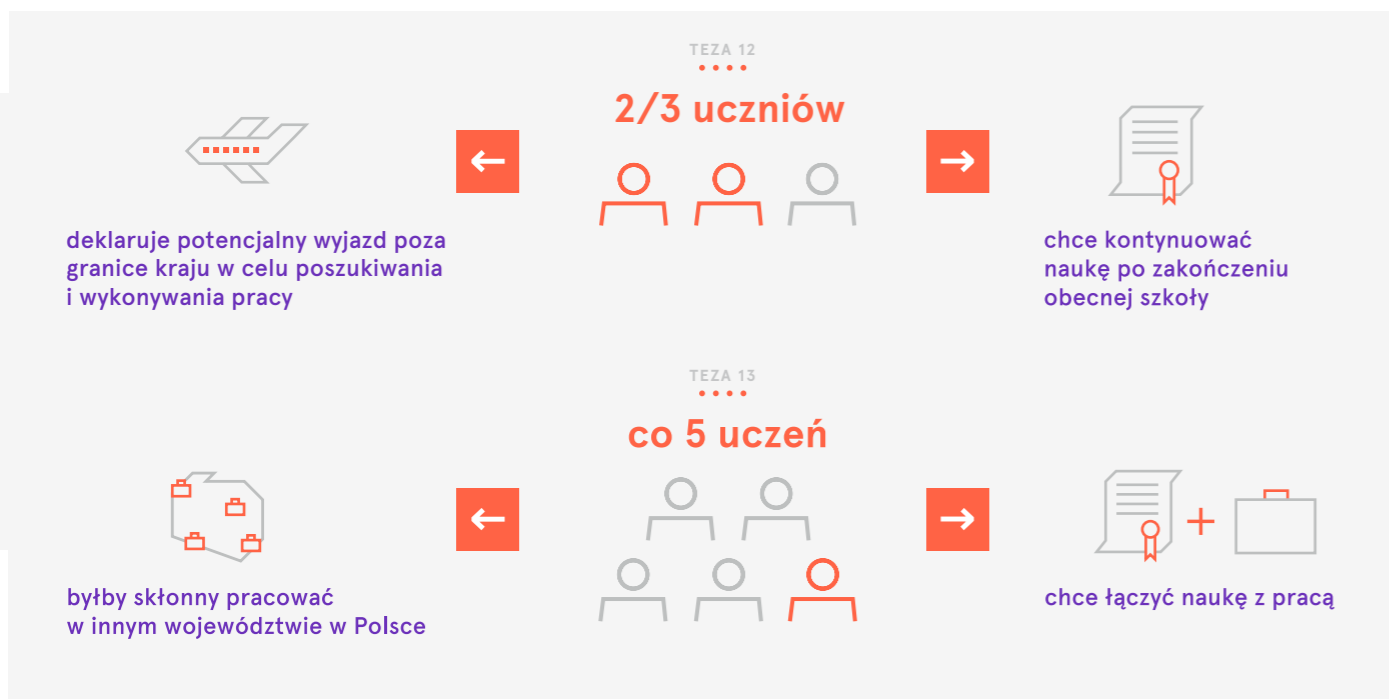 TEZA 12
2/3 uczniów
deklaruje potencjalny wyjazd poza
granice kraju w celu poszukiwania
i wykonywania pracy
chce kontynuować
naukę po zakończeniu
obecnej szkoły
TEZA 13
co 5 uczeń
byłby skłonny pracować
w innym województwie w Polsce
chce łączyć naukę z pracą